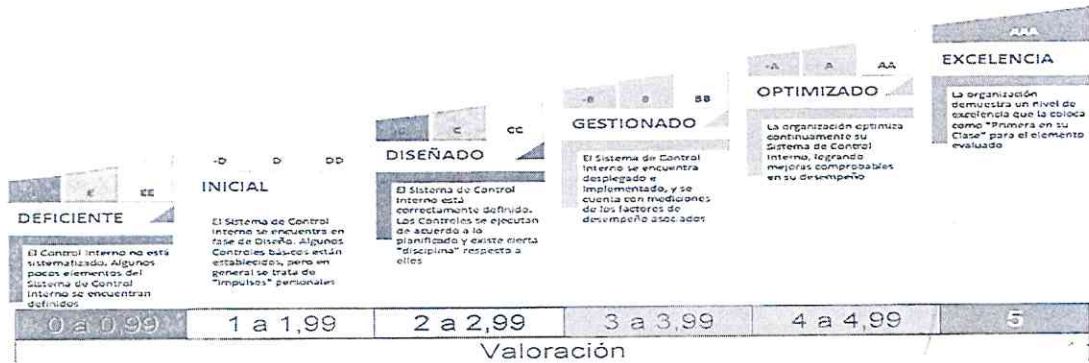 E EE
DEFICIENTE
El Control Interno no está
sistematizado. Algunos
pocos elementos del
Sistema de Control
Interno se encuentran
definidos
-D D DD
INICIAL
El Sistema de Control
Interno se encuentra en
fase de Diseño. Algunos
Controles básicos están
establecidos, pero en
general se trata de
"impulsos" personales
C CC
DISEÑADO
El Sistema de Control
Interno está
correctamente definido.
Los Controles se ejecutan
de acuerdo a lo
planificado y existe cierta
"disciplina" respecto a
ellos
-B B BB
GESTIONADO
El Sistema de Control
Interno se encuentra
desplegado e
implementado, y se
cuenta con mediciones
de los factores de
desempeño asociados
-A A AA
OPTIMIZADO
La organización optimiza
continuamente su
Sistema de Control
Interno, logrando
mejoras comprobables
en su desempeño
AAA
EXCELENCIA
La organización
demuestra un nivel de
excelencia que la coloca
como "Primera en su
Clase" para el elemento
evaluado
0 a 0,99 1 a 1,99 2 a 2,99 3 a 3,99 4 a 4,99 5
Valoración